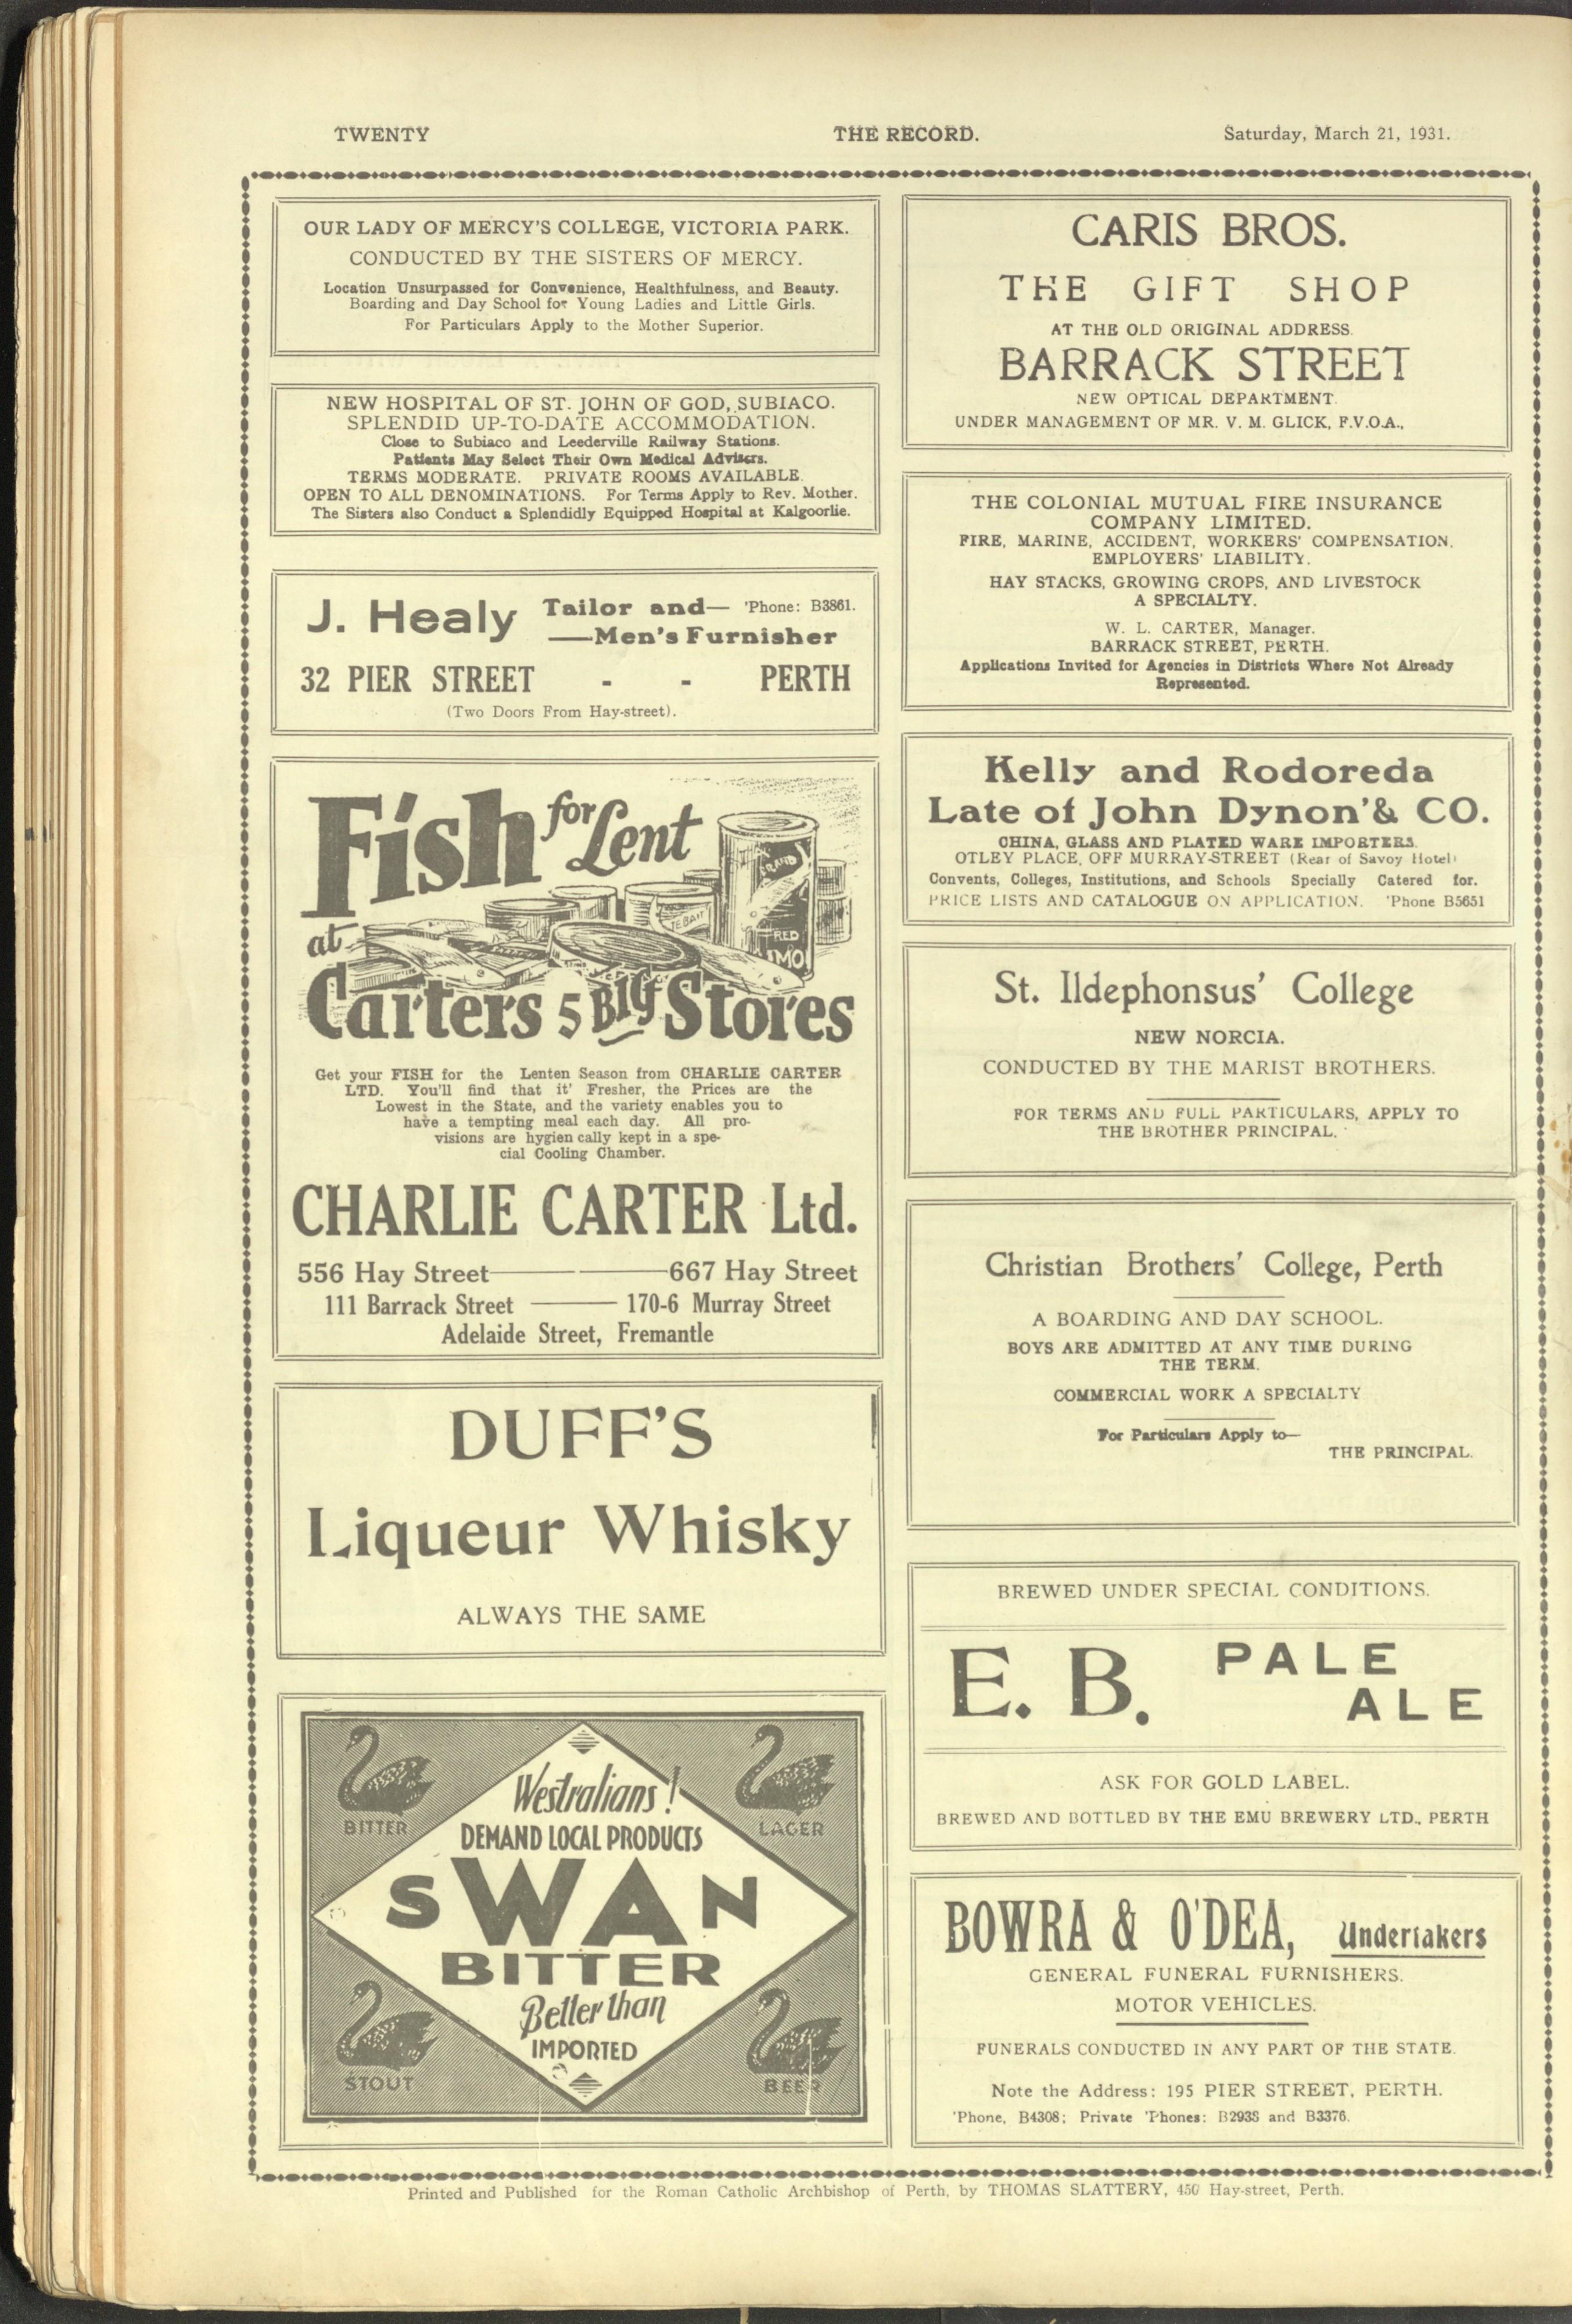 TWENTY
THE RECORD.
Saturday, March 21, 1931.
OUR LADY OF MERCY'S COLLEGE, VICTORIA PARK.
CONDUCTED BY THE SISTERS OF MERCY.
Location Unsurpassed for Convenience, Healthfulness, and Beauty.
Boarding and Day School for Young Ladies and Little Girls.
For Particulars Apply to the Mother Superior.
NEW HOSPITAL OF ST. JOHN OF GOD, SUBIACO.
SPLENDID UP-TO-DATE ACCOMMODATION.
Close to Subiaco and Leederville Railway Stations.
Patients May Select Their Own Medical Advisers.
TERMS MODERATE. PRIVATE ROOMS AVAILABLE.
OPEN TO ALL DENOMINATIONS. For Terms Apply to Rev. Mother.
The Sisters also Conduct a Splendidly Equipped Hospital at Kalgoorlie.
J. Healy Tailor and— 'Phone: B3861.
—Men's Furnisher
32 PIER STREET - - PERTH
(Two Doors From Hay-street).
Fish for Lent
at
Carters 5 Big Stores
Get your FISH for the Lenten Season from CHARLIE CARTER
LTD. You'll find that it' Fresher, the Prices are the
Lowest in the State, and the variety enables you to
have a tempting meal each day. All pro-
visions are hygien cally kept in a spe-
cial Cooling Chamber.
CHARLIE CARTER Ltd.
556 Hay Street— —667 Hay Street
111 Barrack Street — 170-6 Murray Street
Adelaide Street, Fremantle
DUFF'S
Liqueur Whisky
ALWAYS THE SAME
Westralians!
DEMAND LOCAL PRODUCTS
SWAN
BITTER
Better than
IMPORTED
BITTER
LAGER
STOUT
BEER
CARIS BROS.
THE GIFT SHOP
AT THE OLD ORIGINAL ADDRESS.
BARRACK STREET
NEW OPTICAL DEPARTMENT.
UNDER MANAGEMENT OF MR. V. M. GLICK, F.V.O.A.,
THE COLONIAL MUTUAL FIRE INSURANCE
COMPANY LIMITED.
FIRE, MARINE, ACCIDENT, WORKERS' COMPENSATION,
EMPLOYERS' LIABILITY.
HAY STACKS, GROWING CROPS, AND LIVESTOCK
A SPECIALTY.
W. L. CARTER, Manager.
BARRACK STREET, PERTH.
Applications Invited for Agencies in Districts Where Not Already
Represented.
Kelly and Rodoreda
Late of John Dynon'& CO.
CHINA, GLASS AND PLATED WARE IMPORTERS.
OTLEY PLACE, OFF MURRAY-STREET (Rear of Savoy Hotel)
Convents, Colleges, Institutions, and Schools Specially Catered for.
PRICE LISTS AND CATALOGUE ON APPLICATION. 'Phone B5651
St. Ildephonsus' College
NEW NORCIA.
CONDUCTED BY THE MARIST BROTHERS.
FOR TERMS AND FULL PARTICULARS, APPLY TO
THE BROTHER PRINCIPAL.
Christian Brothers' College, Perth
A BOARDING AND DAY SCHOOL.
BOYS ARE ADMITTED AT ANY TIME DURING
THE TERM.
COMMERCIAL WORK A SPECIALTY
For Particulars Apply to—
THE PRINCIPAL.
BREWED UNDER SPECIAL CONDITIONS.
E. B. PALE
ALE
ASK FOR GOLD LABEL.
BREWED AND BOTTLED BY THE EMU BREWERY LTD., PERTH
BOWRA & O'DEA, Undertakers
GENERAL FUNERAL FURNISHERS.
MOTOR VEHICLES.
FUNERALS CONDUCTED IN ANY PART OF THE STATE.
Note the Address: 195 PIER STREET, PERTH.
'Phone, B4308; Private 'Phones: B2938 and B3376.
Printed and Published for the Roman Catholic Archbishop of Perth, by THOMAS SLATTERY, 450 Hay-street, Perth.